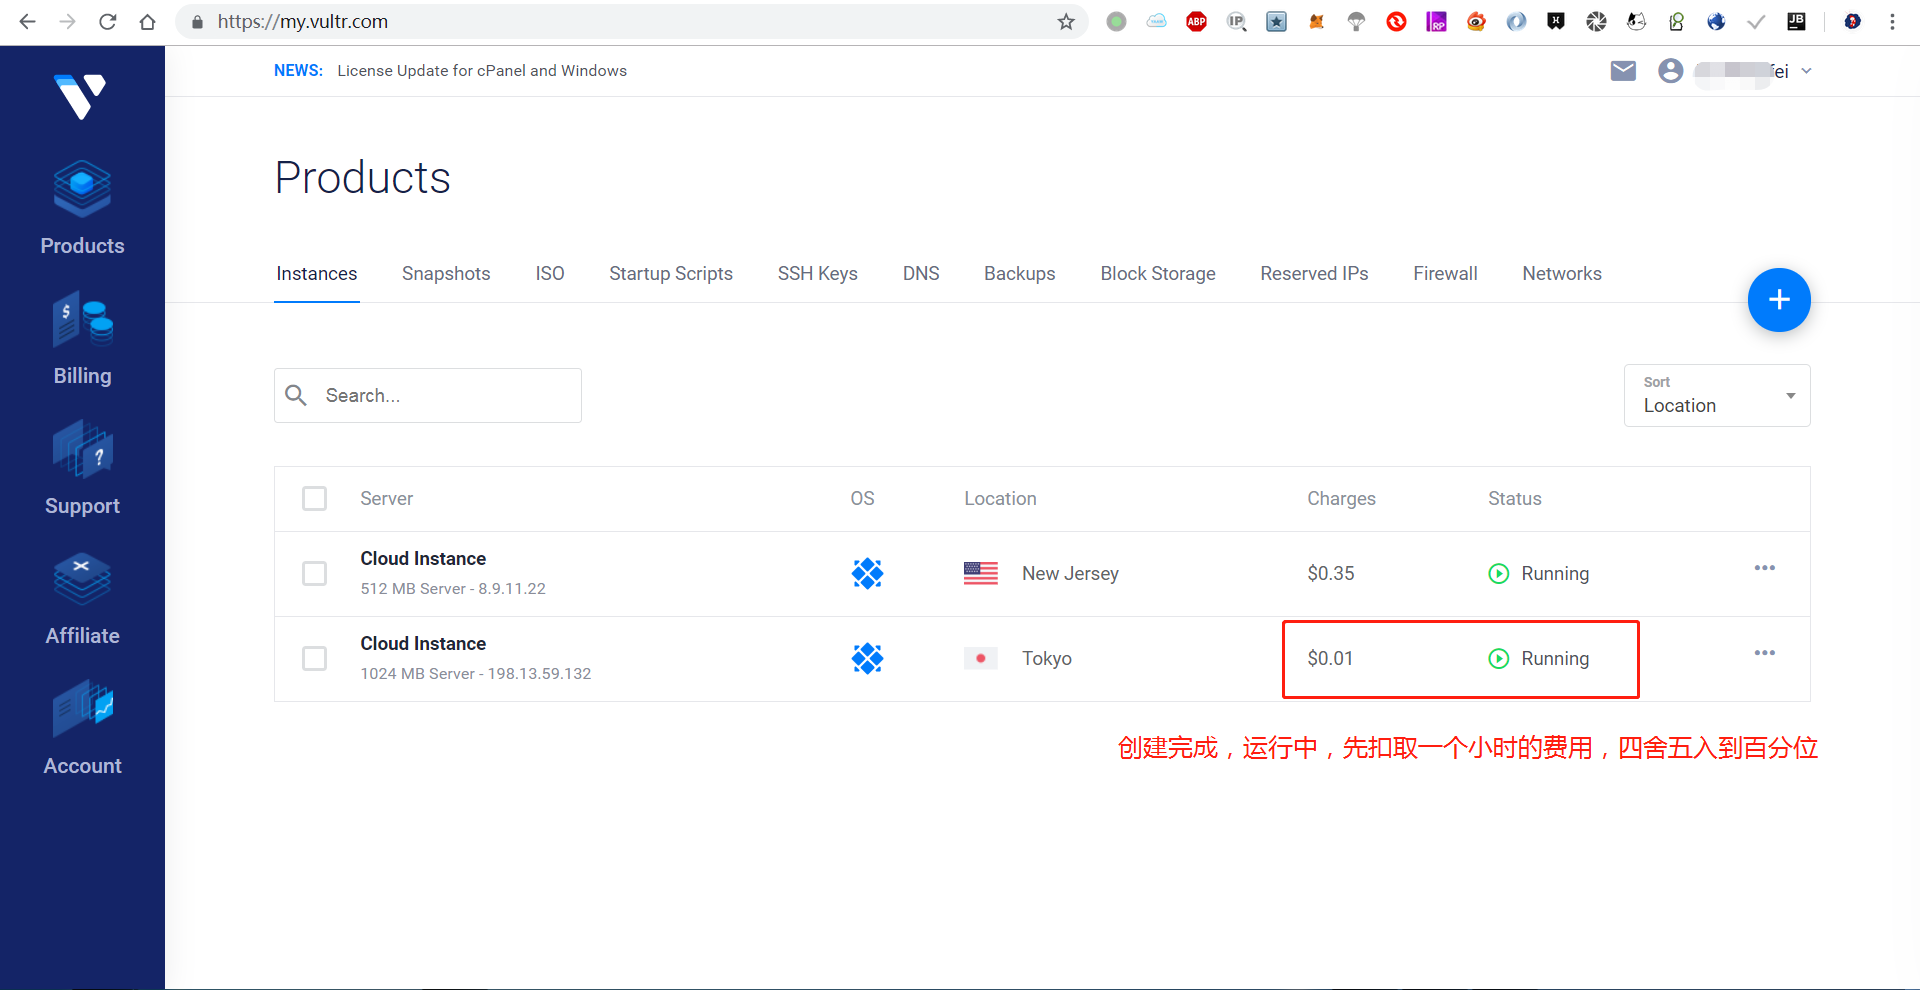 https://my.vultr.com
ABP
IP
RP
JB
NEWS: License Update for cPanel and Windows
fei
Products
Billing
Support
Affiliate
Account
Products
Instances Snapshots ISO Startup Scripts SSH Keys DNS Backups Block Storage Reserved IPs Firewall Networks
+
Search...
Sort
Location
Server OS Location Charges Status
Cloud Instance
512 MB Server - 8.9.11.22
New Jersey $0.35 Running
Cloud Instance
1024 MB Server - 198.13.59.132
Tokyo $0.01 Running
创建完成，运行中，先扣取一个小时的费用，四舍五入到百分位